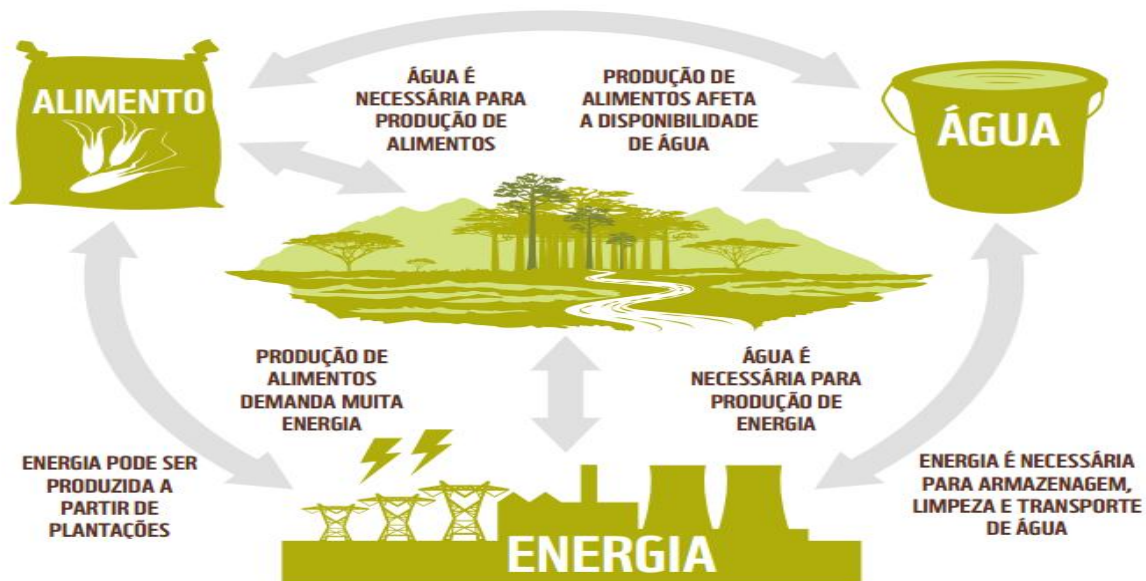 ALIMENTO
ÁGUA É
NECESSÁRIA PARA
PRODUÇÃO DE
ALIMENTOS
PRODUÇÃO DE
ALIMENTOS AFETA
A DISPONIBILIDADE
DE ÁGUA
ÁGUA
PRODUÇÃO DE
ALIMENTOS
DEMANDA MUITA
ENERGIA
ÁGUA É
NECESSÁRIA PARA
PRODUÇÃO DE
ENERGIA
ENERGIA PODE SER
PRODUZIDA A
PARTIR DE
PLANTAÇÕES
ENERGIA É NECESSÁRIA
PARA ARMAZENAGEM,
LIMPEZA E TRANSPORTE
DE ÁGUA
ENERGIA